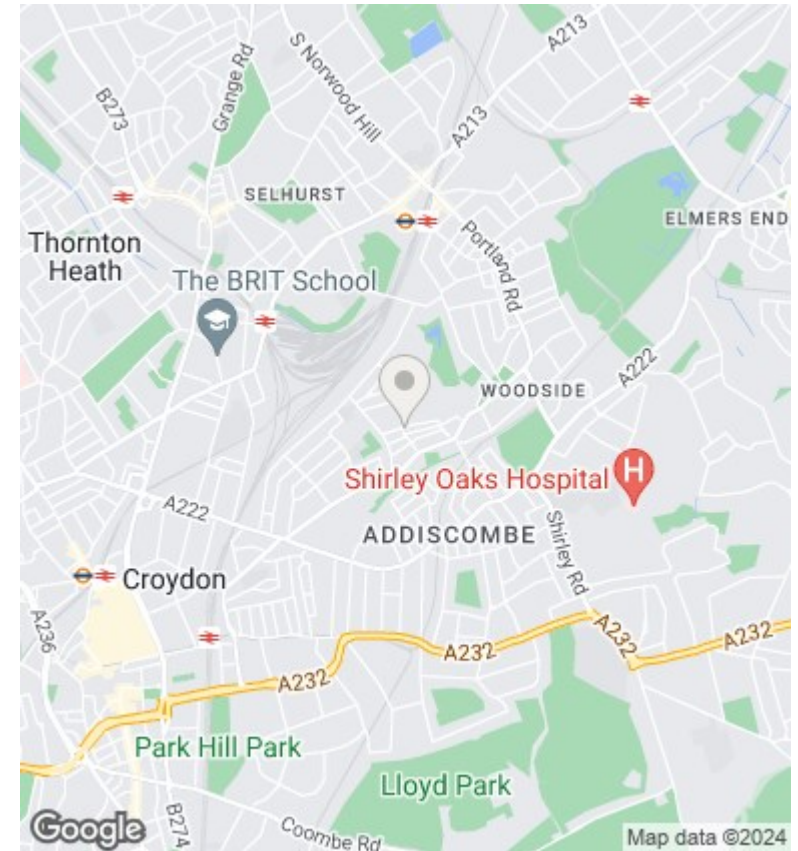 A213
S Norwood Hill
Grange Rd
B273
A213
SELHURST
ELMERS END
Portland Rd
Thornton
Heath
The BRIT School
A222
WOODSIDE
Shirley Oaks Hospital
H
A222
ADDISCOMBE
Shirley Rd
Croydon
A236
A232
A232
A232
A232
Park Hill Park
Lloyd Park
B274
Coombe Rd
Google
Map data ©2024